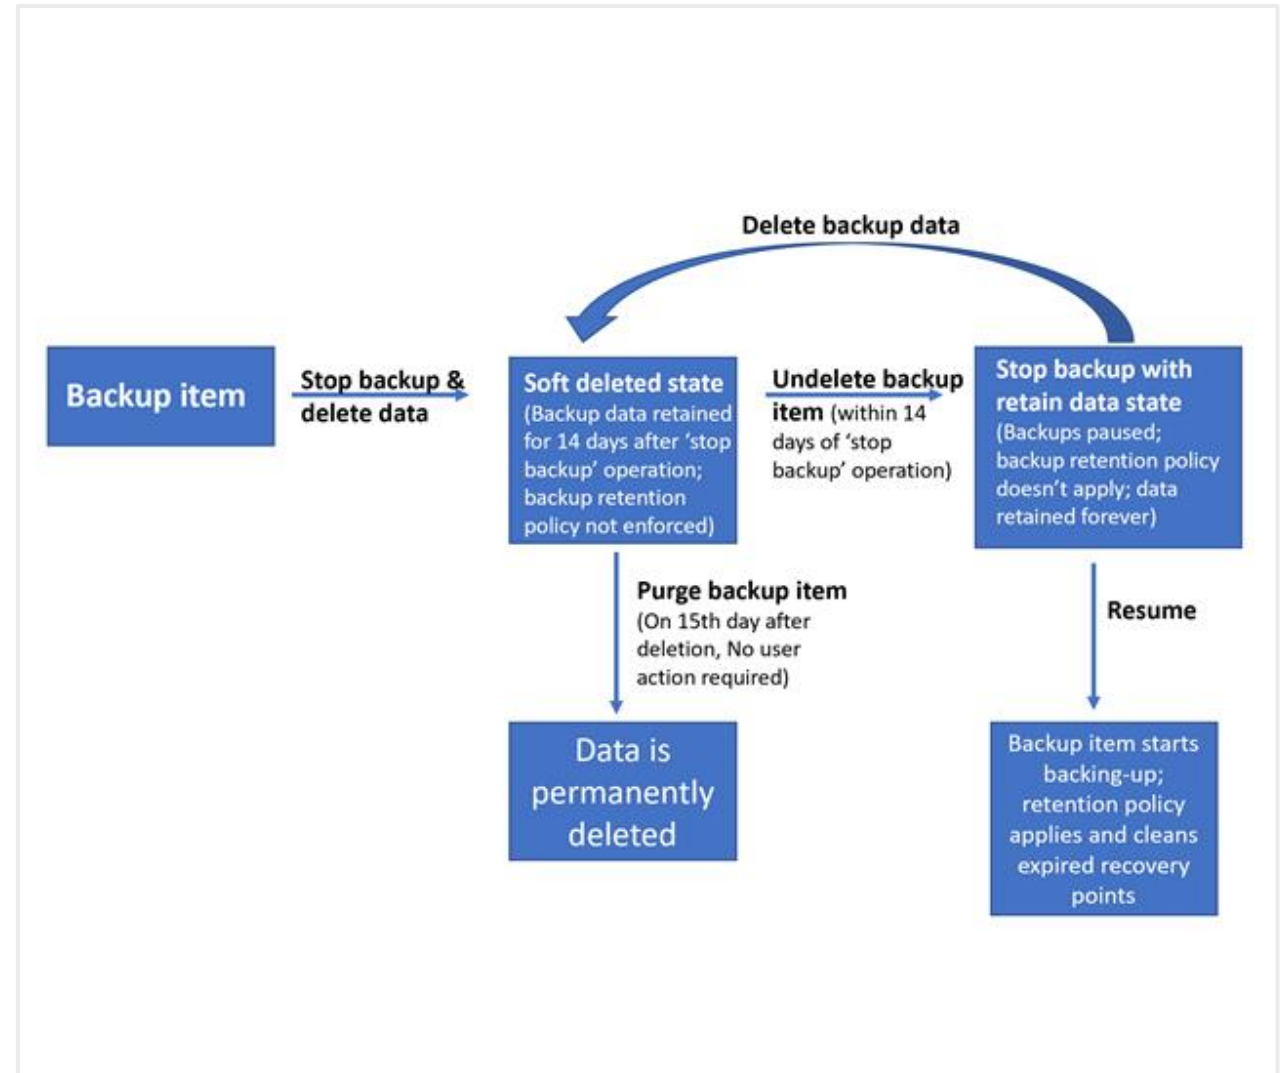 Delete backup data
Backup item
Stop backup &
delete data
Soft deleted state
(Backup data retained
for 14 days after ‘stop
backup’ operation;
backup retention
policy not enforced)
Undelete backup
item (within 14
days of ‘stop
backup’ operation)
Stop backup with
retain data state
(Backups paused;
backup retention policy
doesn’t apply; data
retained forever)
Purge backup item
(On 15th day after
deletion, No user
action required)
Resume
Data is
permanently
deleted
Backup item starts
backing-up;
retention policy
applies and cleans
expired recovery
points